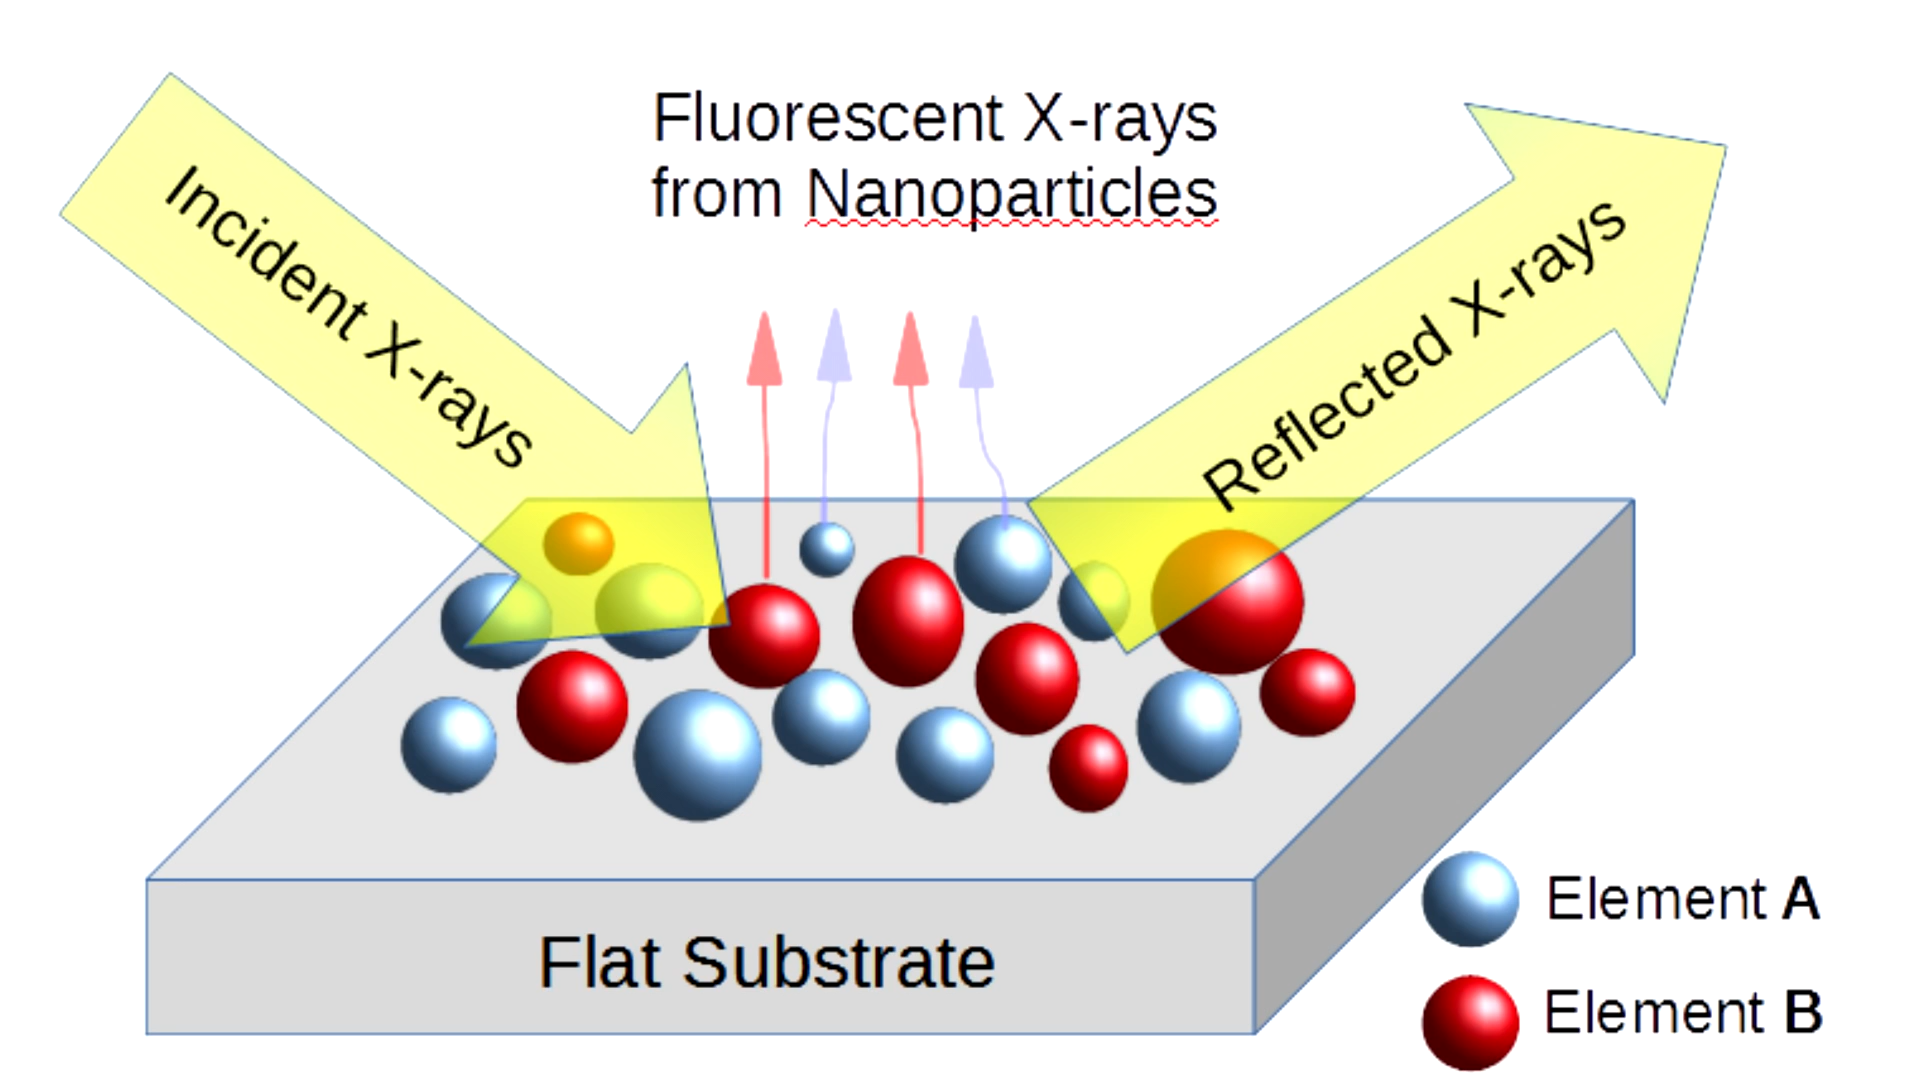 Fluorescent X-rays
from Nanoparticles
Incident X-rays
Reflected X-rays
Flat Substrate
Element A
Element B